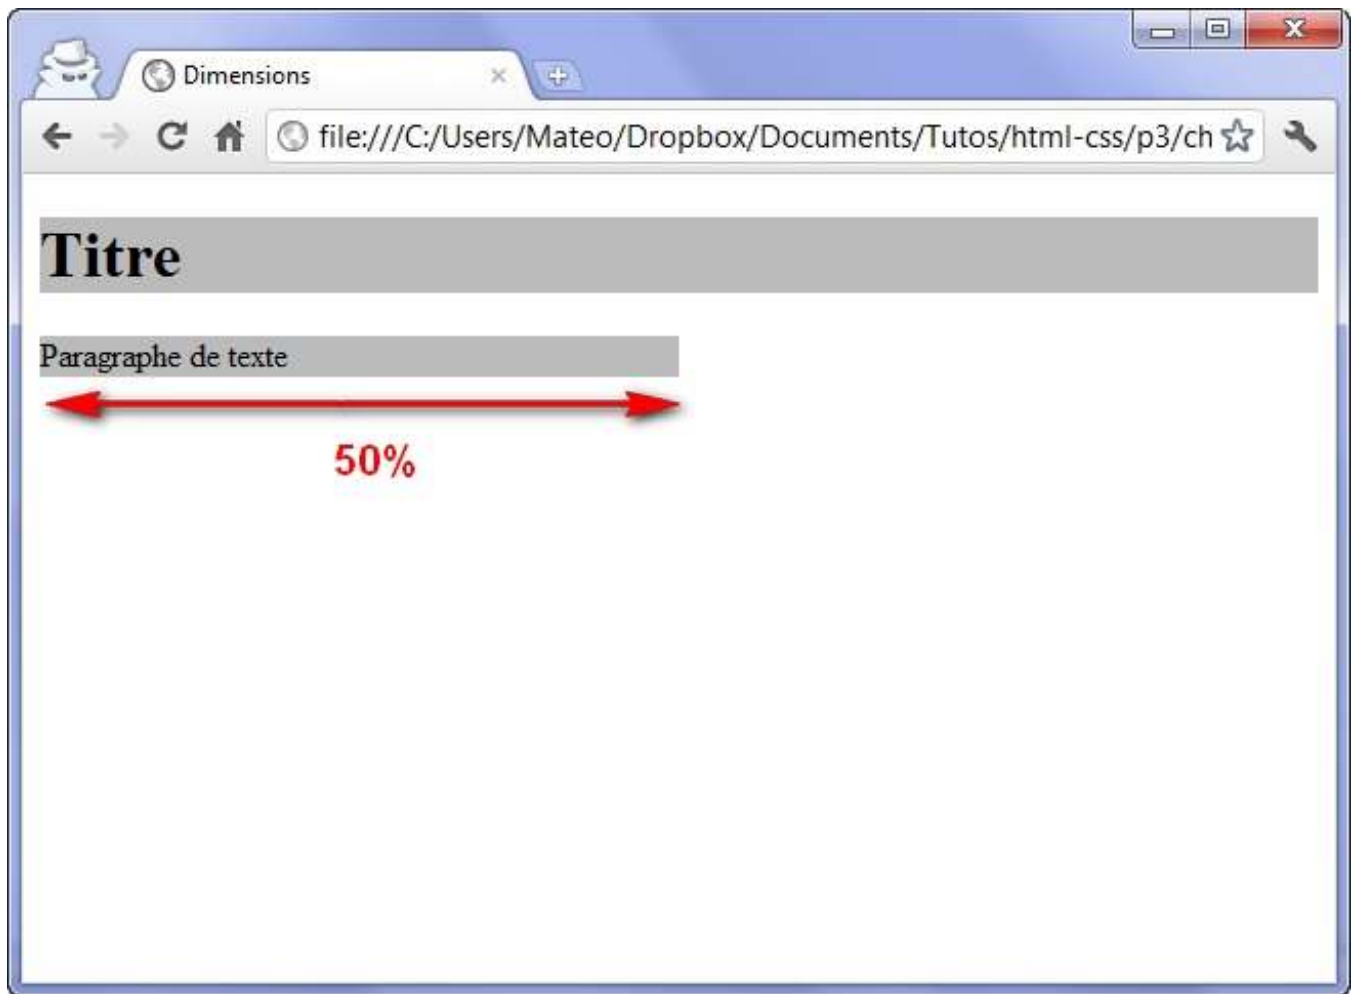 Dimensions
file:///C:/Users/Mateo/Dropbox/Documents/Tutos/html-css/p3/ch
Titre
Paragraphe de texte
50%